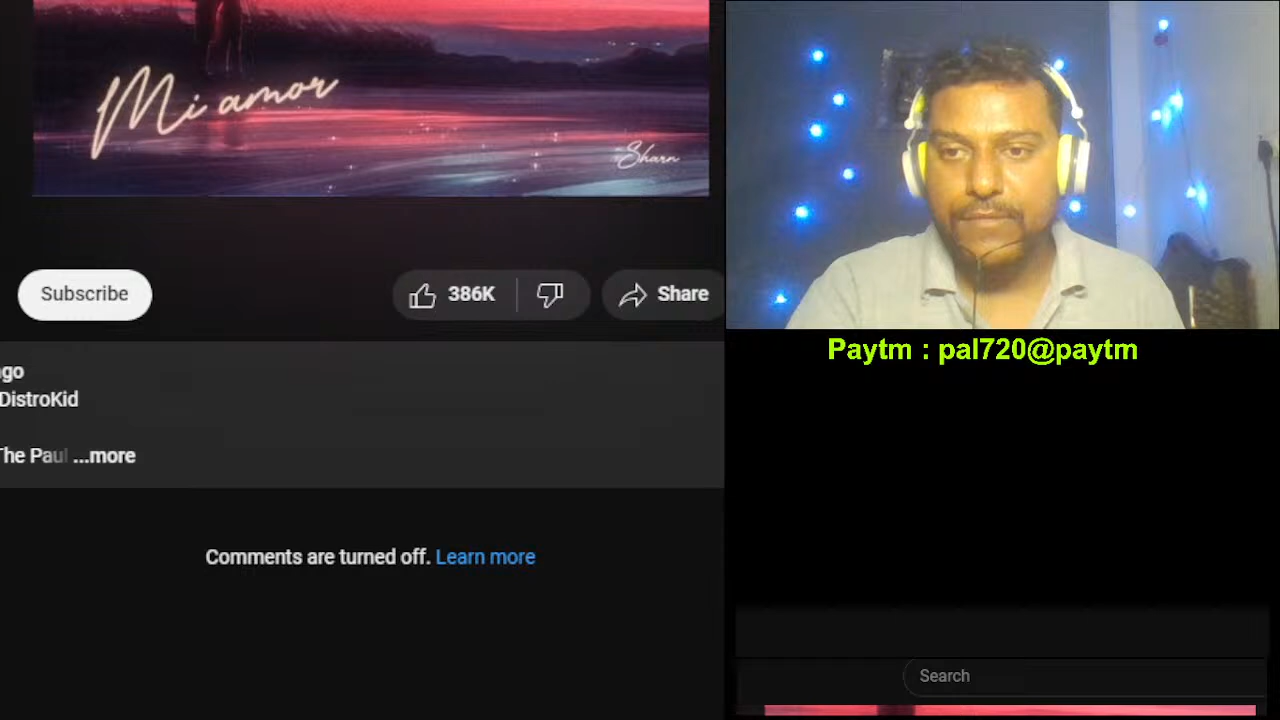 Mi amor
Sharn
Subscribe
386K
Share
ago
DistroKid
The Paul ...more
Comments are turned off. Learn more
Paytm : pal720@paytm
Search